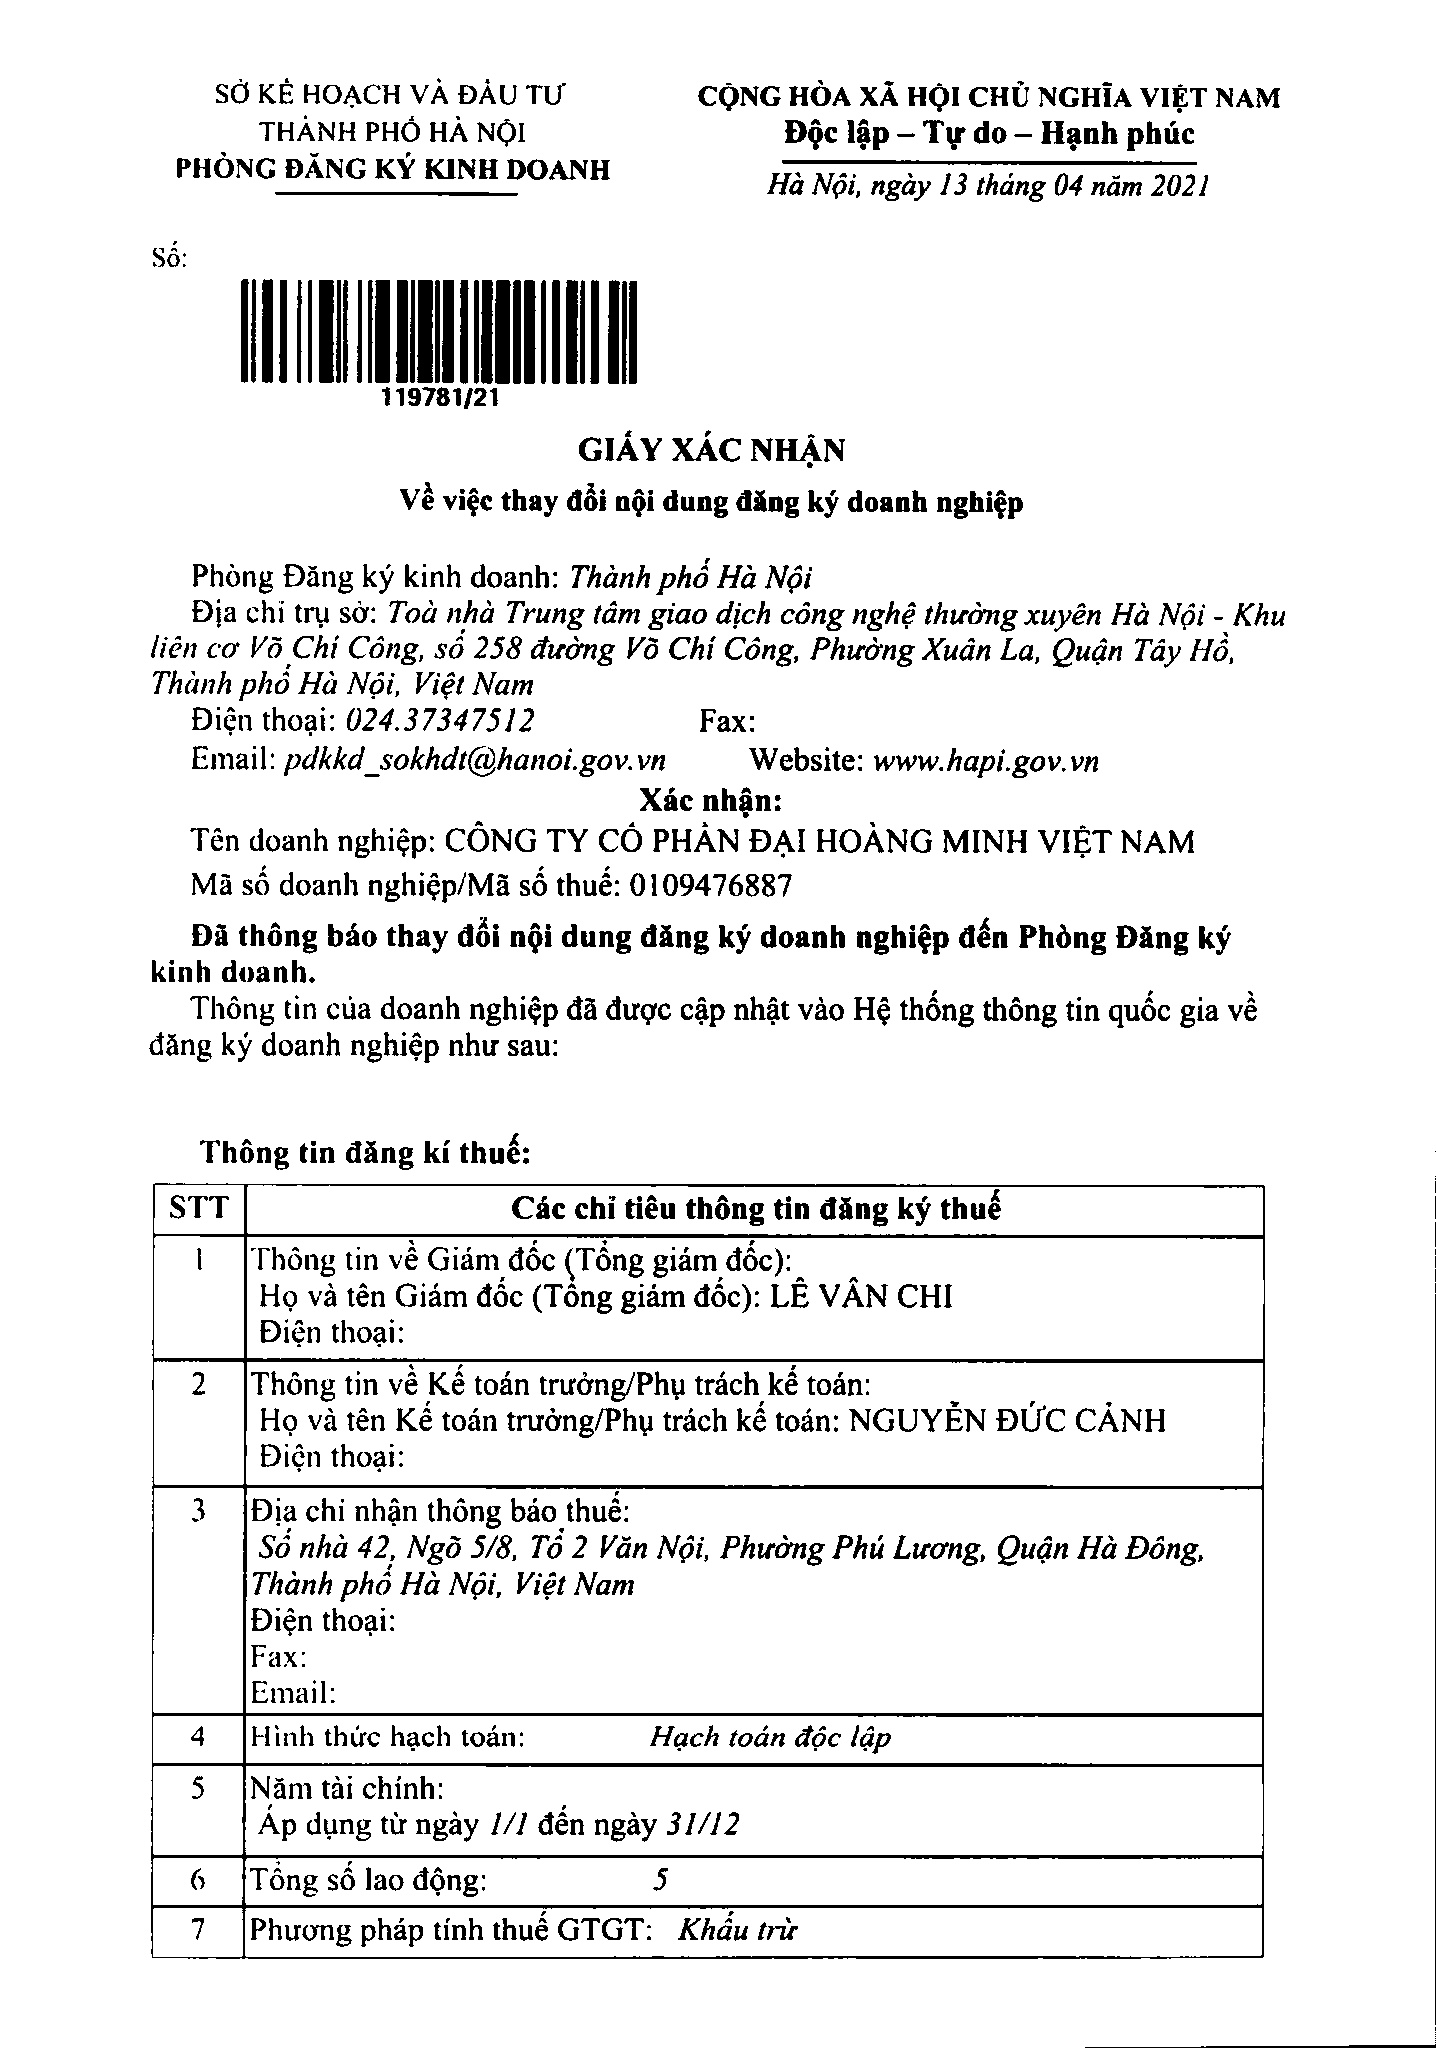 SỞ KẾ HOẠCH VÀ ĐẦU TƯ
THÀNH PHỐ HÀ NỘI
PHÒNG ĐĂNG KÝ KINH DOANH
CỘNG HÒA XÃ HỘI CHỦ NGHĨA VIỆT NAM
Độc lập – Tự do – Hạnh phúc
Hà Nội, ngày 13 tháng 04 năm 2021
Số:
119781/21
GIẤY XÁC NHẬN
Về việc thay đổi nội dung đăng ký doanh nghiệp
Phòng Đăng ký kinh doanh: Thành phố Hà Nội
Địa chỉ trụ sở: Toà nhà Trung tâm giao dịch công nghệ thường xuyên Hà Nội - Khu
liên cơ Võ Chí Công, số 258 đường Võ Chí Công, Phường Xuân La, Quận Tây Hồ,
Thành phố Hà Nội, Việt Nam
Điện thoại: 024.37347512 Fax:
Email: pdkkd_sokhdt@hanoi.gov.vn Website: www.hapi.gov.vn
Xác nhận:
Tên doanh nghiệp: CÔNG TY CỔ PHẦN ĐẠI HOÀNG MINH VIỆT NAM
Mã số doanh nghiệp/Mã số thuế: 0109476887
Đã thông báo thay đổi nội dung đăng ký doanh nghiệp đến Phòng Đăng ký
kinh doanh.
Thông tin của doanh nghiệp đã được cập nhật vào Hệ thống thông tin quốc gia về
đăng ký doanh nghiệp như sau:
Thông tin đăng kí thuế:
STT Các chỉ tiêu thông tin đăng ký thuế
1 Thông tin về Giám đốc (Tổng giám đốc):
Họ và tên Giám đốc (Tổng giám đốc): LÊ VÂN CHI
Điện thoại:
2 Thông tin về Kế toán trưởng/Phụ trách kế toán:
Họ và tên Kế toán trưởng/Phụ trách kế toán: NGUYỄN ĐỨC CẢNH
Điện thoại:
3 Địa chỉ nhận thông báo thuế:
Số nhà 42, Ngõ 5/8, Tổ 2 Văn Nội, Phường Phú Lương, Quận Hà Đông,
Thành phố Hà Nội, Việt Nam
Điện thoại:
Fax:
Email:
4 Hình thức hạch toán: Hạch toán độc lập
5 Năm tài chính:
Áp dụng từ ngày 1/1 đến ngày 31/12
6 Tổng số lao động: 5
7 Phương pháp tính thuế GTGT: Khấu trừ